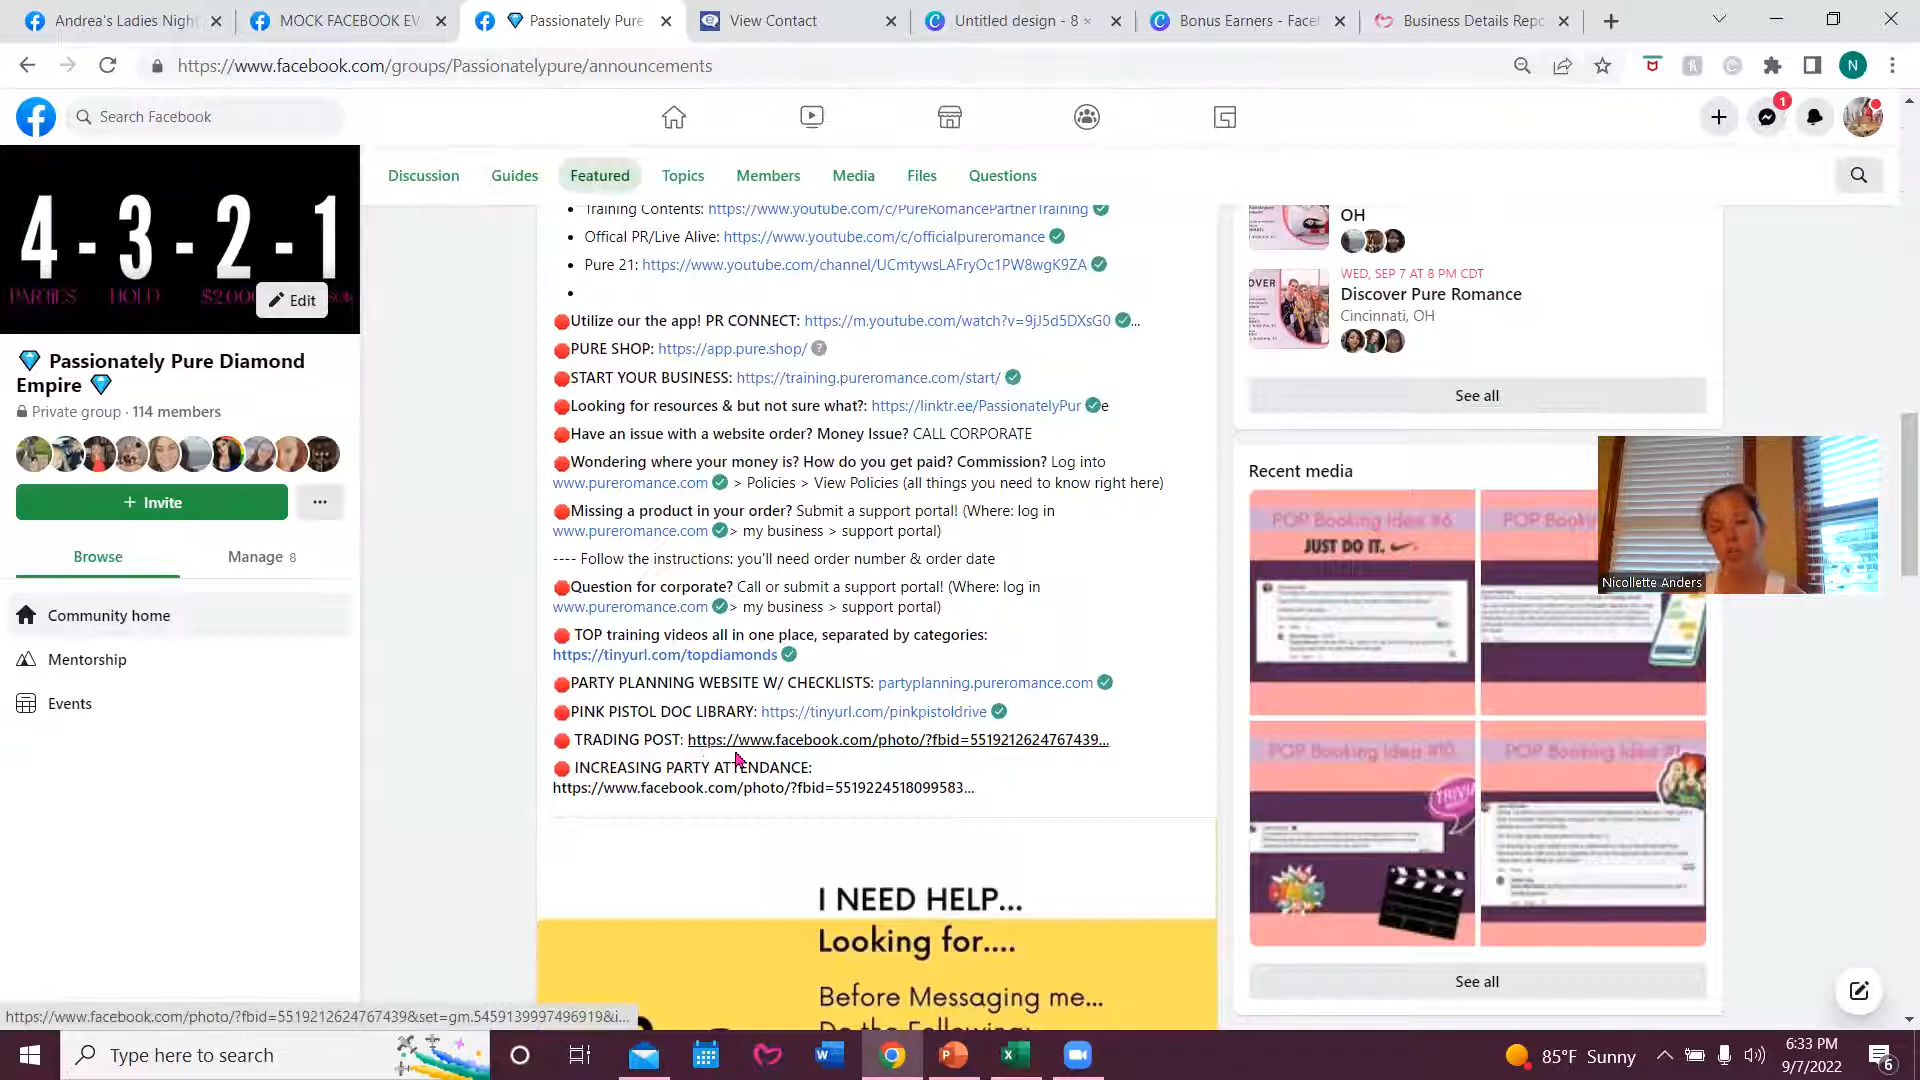 Andrea's Ladies Night
MOCK FACEBOOK EV
Passionately Pure
View Contact
Untitled design - 8
Bonus Earners - Face
Business Details Repo
https://www.facebook.com/groups/Passionatelypure/announcements
N
Search Facebook
1
4 - 3 - 2 - 1
PARTIES HOLD
Edit
Passionately Pure Diamond
Empire
Private group · 114 members
+ Invite
Browse
Manage 8
Community home
Mentorship
Events
Discussion
Guides
Featured
Topics
Members
Media
Files
Questions
Training Contents: https://www.youtube.com/c/PureRomancePartnerTraining
Offical PR/Live Alive: https://www.youtube.com/c/officialpureromance
Pure 21: https://www.youtube.com/channel/UCmtywsLAFryOc1PW8wgK9ZA
Utilize our the app! PR CONNECT: https://m.youtube.com/watch?v=9jJ5d5DXsG0 ...
PURE SHOP: https://app.pure.shop/
START YOUR BUSINESS: https://training.pureromance.com/start/
Looking for resources & but not sure what?: https://linktr.ee/PassionatelyPur e
Have an issue with a website order? Money Issue? CALL CORPORATE
Wondering where your money is? How do you get paid? Commission? Log into
www.pureromance.com > Policies > View Policies (all things you need to know right here)
Missing a product in your order? Submit a support portal! (Where: log in
www.pureromance.com > my business > support portal)
---- Follow the instructions: you'll need order number & order date
Question for corporate? Call or submit a support portal! (Where: log in
www.pureromance.com > my business > support portal)
TOP training videos all in one place, separated by categories:
https://tinyurl.com/topdiamonds
PARTY PLANNING WEBSITE W/ CHECKLISTS: partyplanning.pureromance.com
PINK PISTOL DOC LIBRARY: https://tinyurl.com/pinkpistoldrive
TRADING POST: https://www.facebook.com/photo/?fbid=5519212624767439...
INCREASING PARTY ATTENDANCE:
https://www.facebook.com/photo/?fbid=5519224518099583...
I NEED HELP...
Looking for....
Before Messaging me...
Do the Following:
OH
OVER
WED, SEP 7 AT 8 PM CDT
Discover Pure Romance
Cincinnati, OH
See all
Recent media
POP Booking Idea #6
JUST DO IT.
POP Booking Idea #10
POP Booking Idea
TRIVIA
See all
Nicollette Anders
https://www.facebook.com/photo/?fbid=5519212624767439&set=gm.5459139997496919&i...
Type here to search
85°F Sunny
6:33 PM
9/7/2022
6